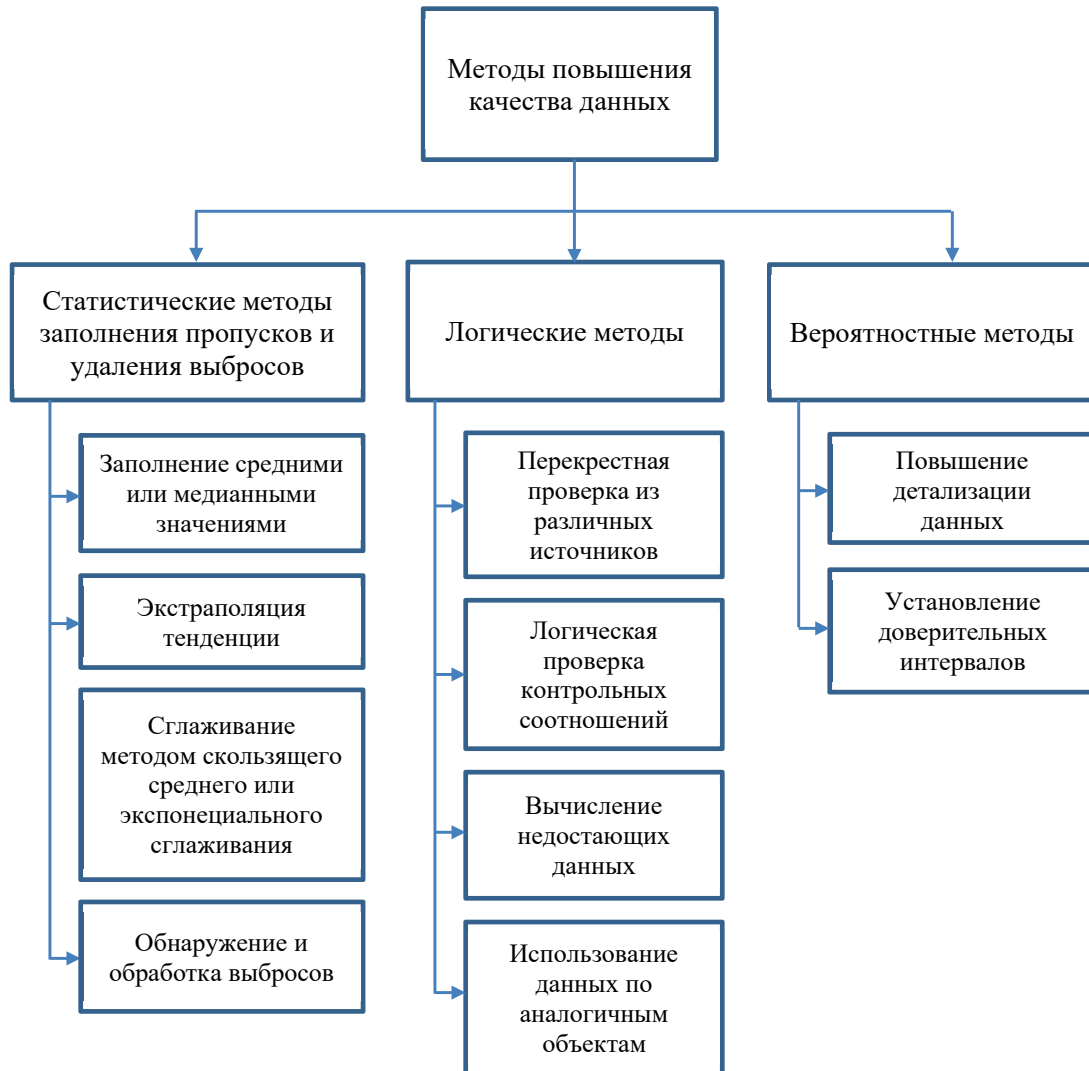 Методы повышения
качества данных
Статистические методы
заполнения пропусков и
удаления выбросов
Логические методы
Вероятностные методы
Заполнение средними
или медианными
значениями
Экстраполяция
тенденции
Сглаживание
методом скользящего
среднего или
экспонециального
сглаживания
Обнаружение и
обработка выбросов
Перекрестная
проверка из
различных
источников
Логическая
проверка
контрольных
соотношений
Вычисление
недостающих
данных
Использование
данных по
аналогичным
объектам
Повышение
детализации
данных
Установление
доверительных
интервалов